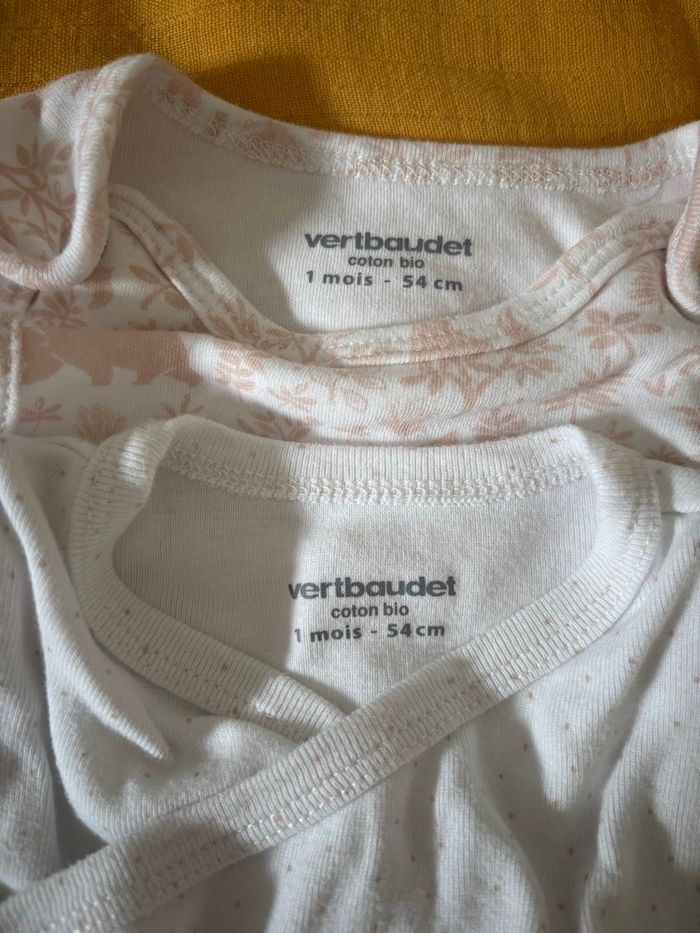 vertbaudet
coton bio
1 mois - 54 cm
vertbaudet
coton bio
1 mois - 54 cm